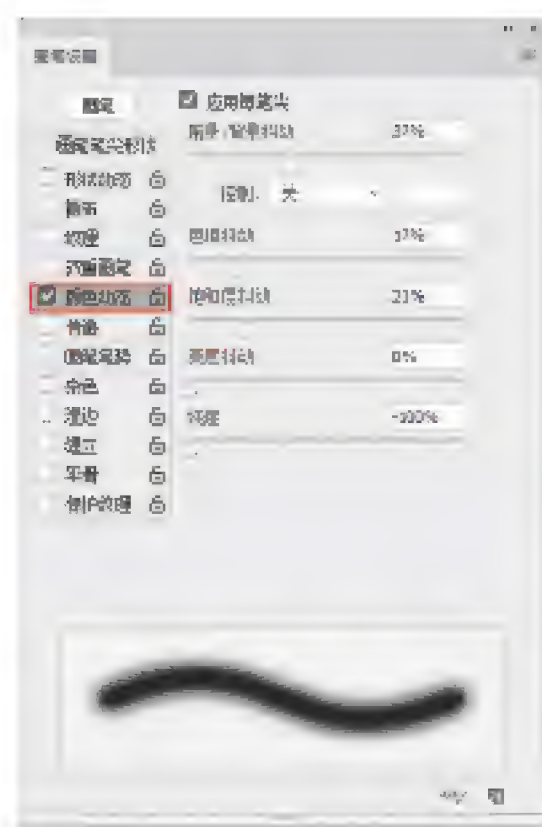 画笔设置
画笔
应用每笔尖
画笔笔尖形状
前景/背景抖动
形状动态
控制: 关
散布
纹理
色相抖动
双重画笔
颜色动态
饱和度抖动
传递
画笔笔势
亮度抖动
0%
杂色
湿边
纯度
-100%
建立
平滑
保护纹理